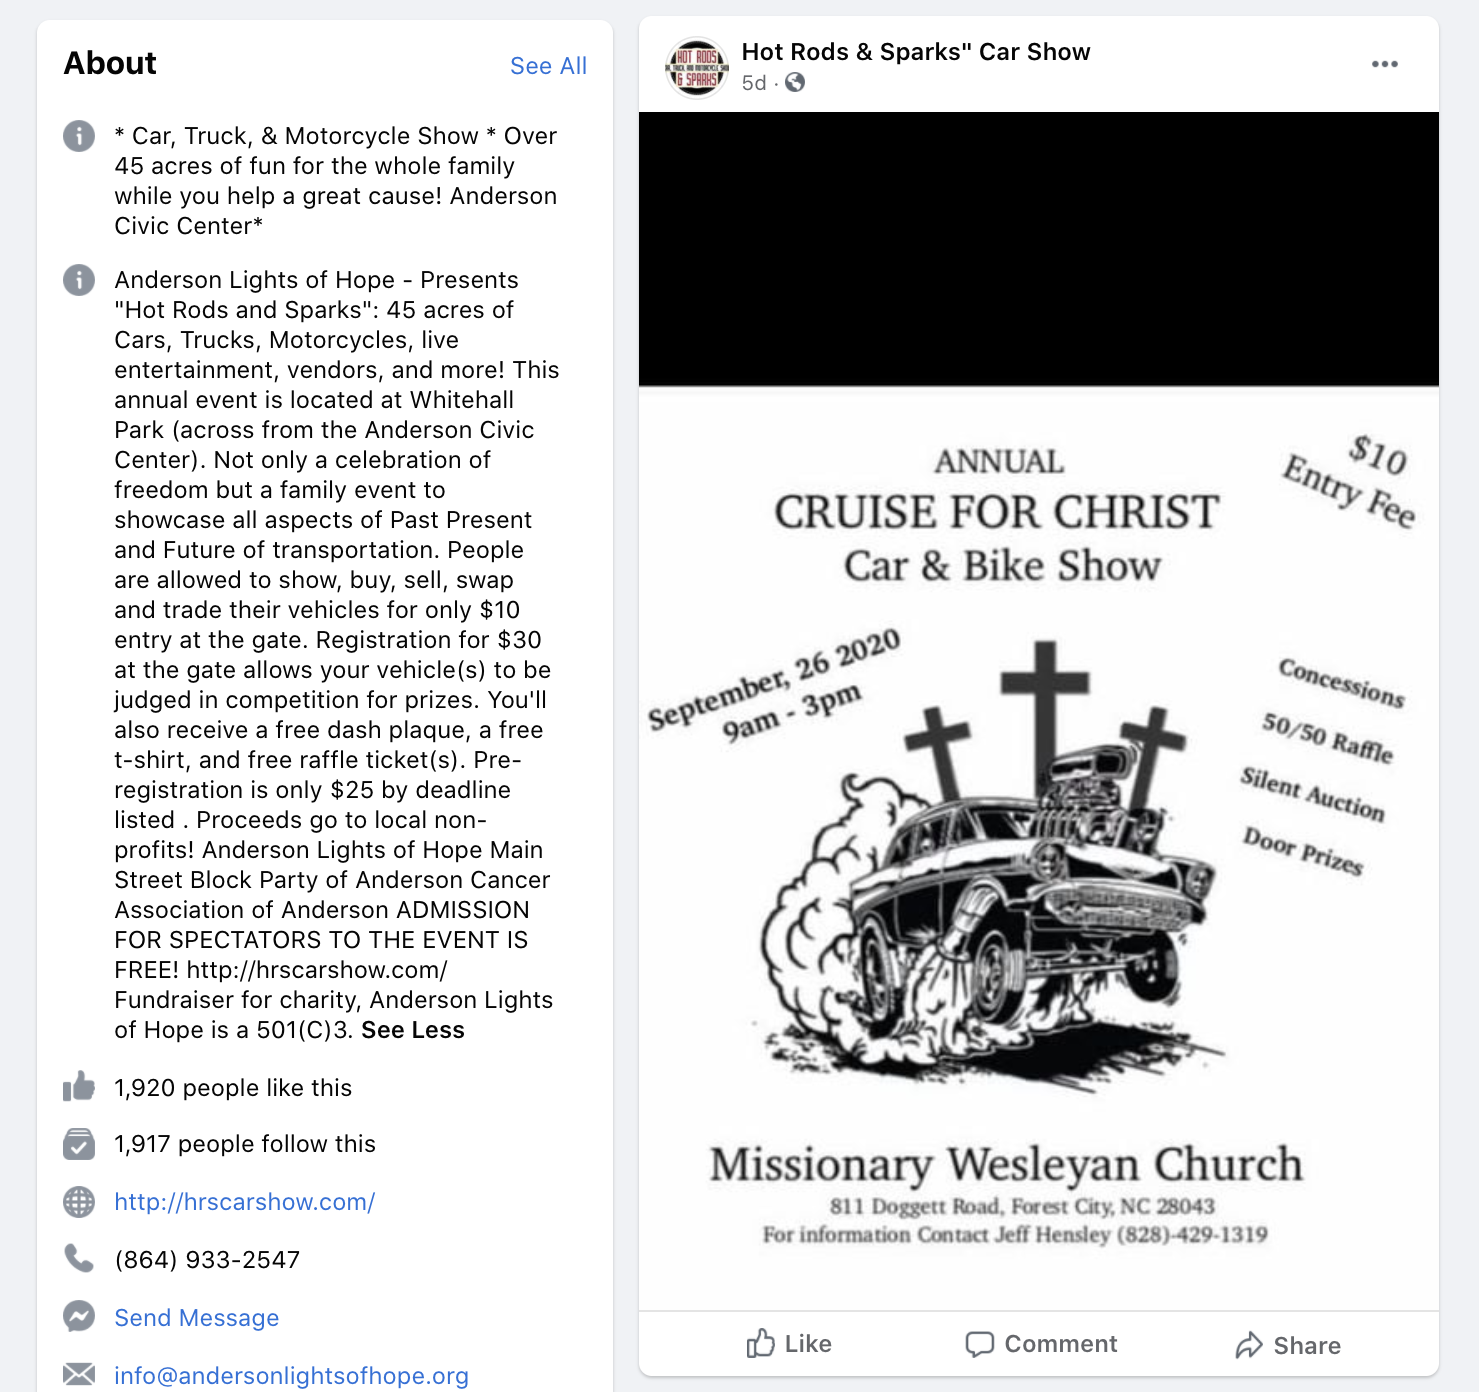 About
See All
* Car, Truck, & Motorcycle Show * Over
45 acres of fun for the whole family
while you help a great cause! Anderson
Civic Center*
Anderson Lights of Hope - Presents
"Hot Rods and Sparks": 45 acres of
Cars, Trucks, Motorcycles, live
entertainment, vendors, and more! This
annual event is located at Whitehall
Park (across from the Anderson Civic
Center). Not only a celebration of
freedom but a family event to
showcase all aspects of Past Present
and Future of transportation. People
are allowed to show, buy, sell, swap
and trade their vehicles for only $10
entry at the gate. Registration for $30
at the gate allows your vehicle(s) to be
judged in competition for prizes. You'll
also receive a free dash plaque, a free
t-shirt, and free raffle ticket(s). Pre-
registration is only $25 by deadline
listed . Proceeds go to local non-
profits! Anderson Lights of Hope Main
Street Block Party of Anderson Cancer
Association of Anderson ADMISSION
FOR SPECTATORS TO THE EVENT IS
FREE! http://hrscarshow.com/
Fundraiser for charity, Anderson Lights
of Hope is a 501(C)3. See Less
1,920 people like this
1,917 people follow this
http://hrscarshow.com/
(864) 933-2547
Send Message
info@andersonlightsofhope.org
HOT RODS
& SPARKS
Hot Rods & Sparks" Car Show
5d ·
ANNUAL
CRUISE FOR CHRIST
Car & Bike Show
$10
Entry Fee
September, 26 2020
9am - 3pm
Concessions
50/50 Raffle
Silent Auction
Door Prizes
Missionary Wesleyan Church
811 Doggett Road, Forest City, NC 28043
For information Contact Jeff Hensley (828)-429-1319
Like
Comment
Share